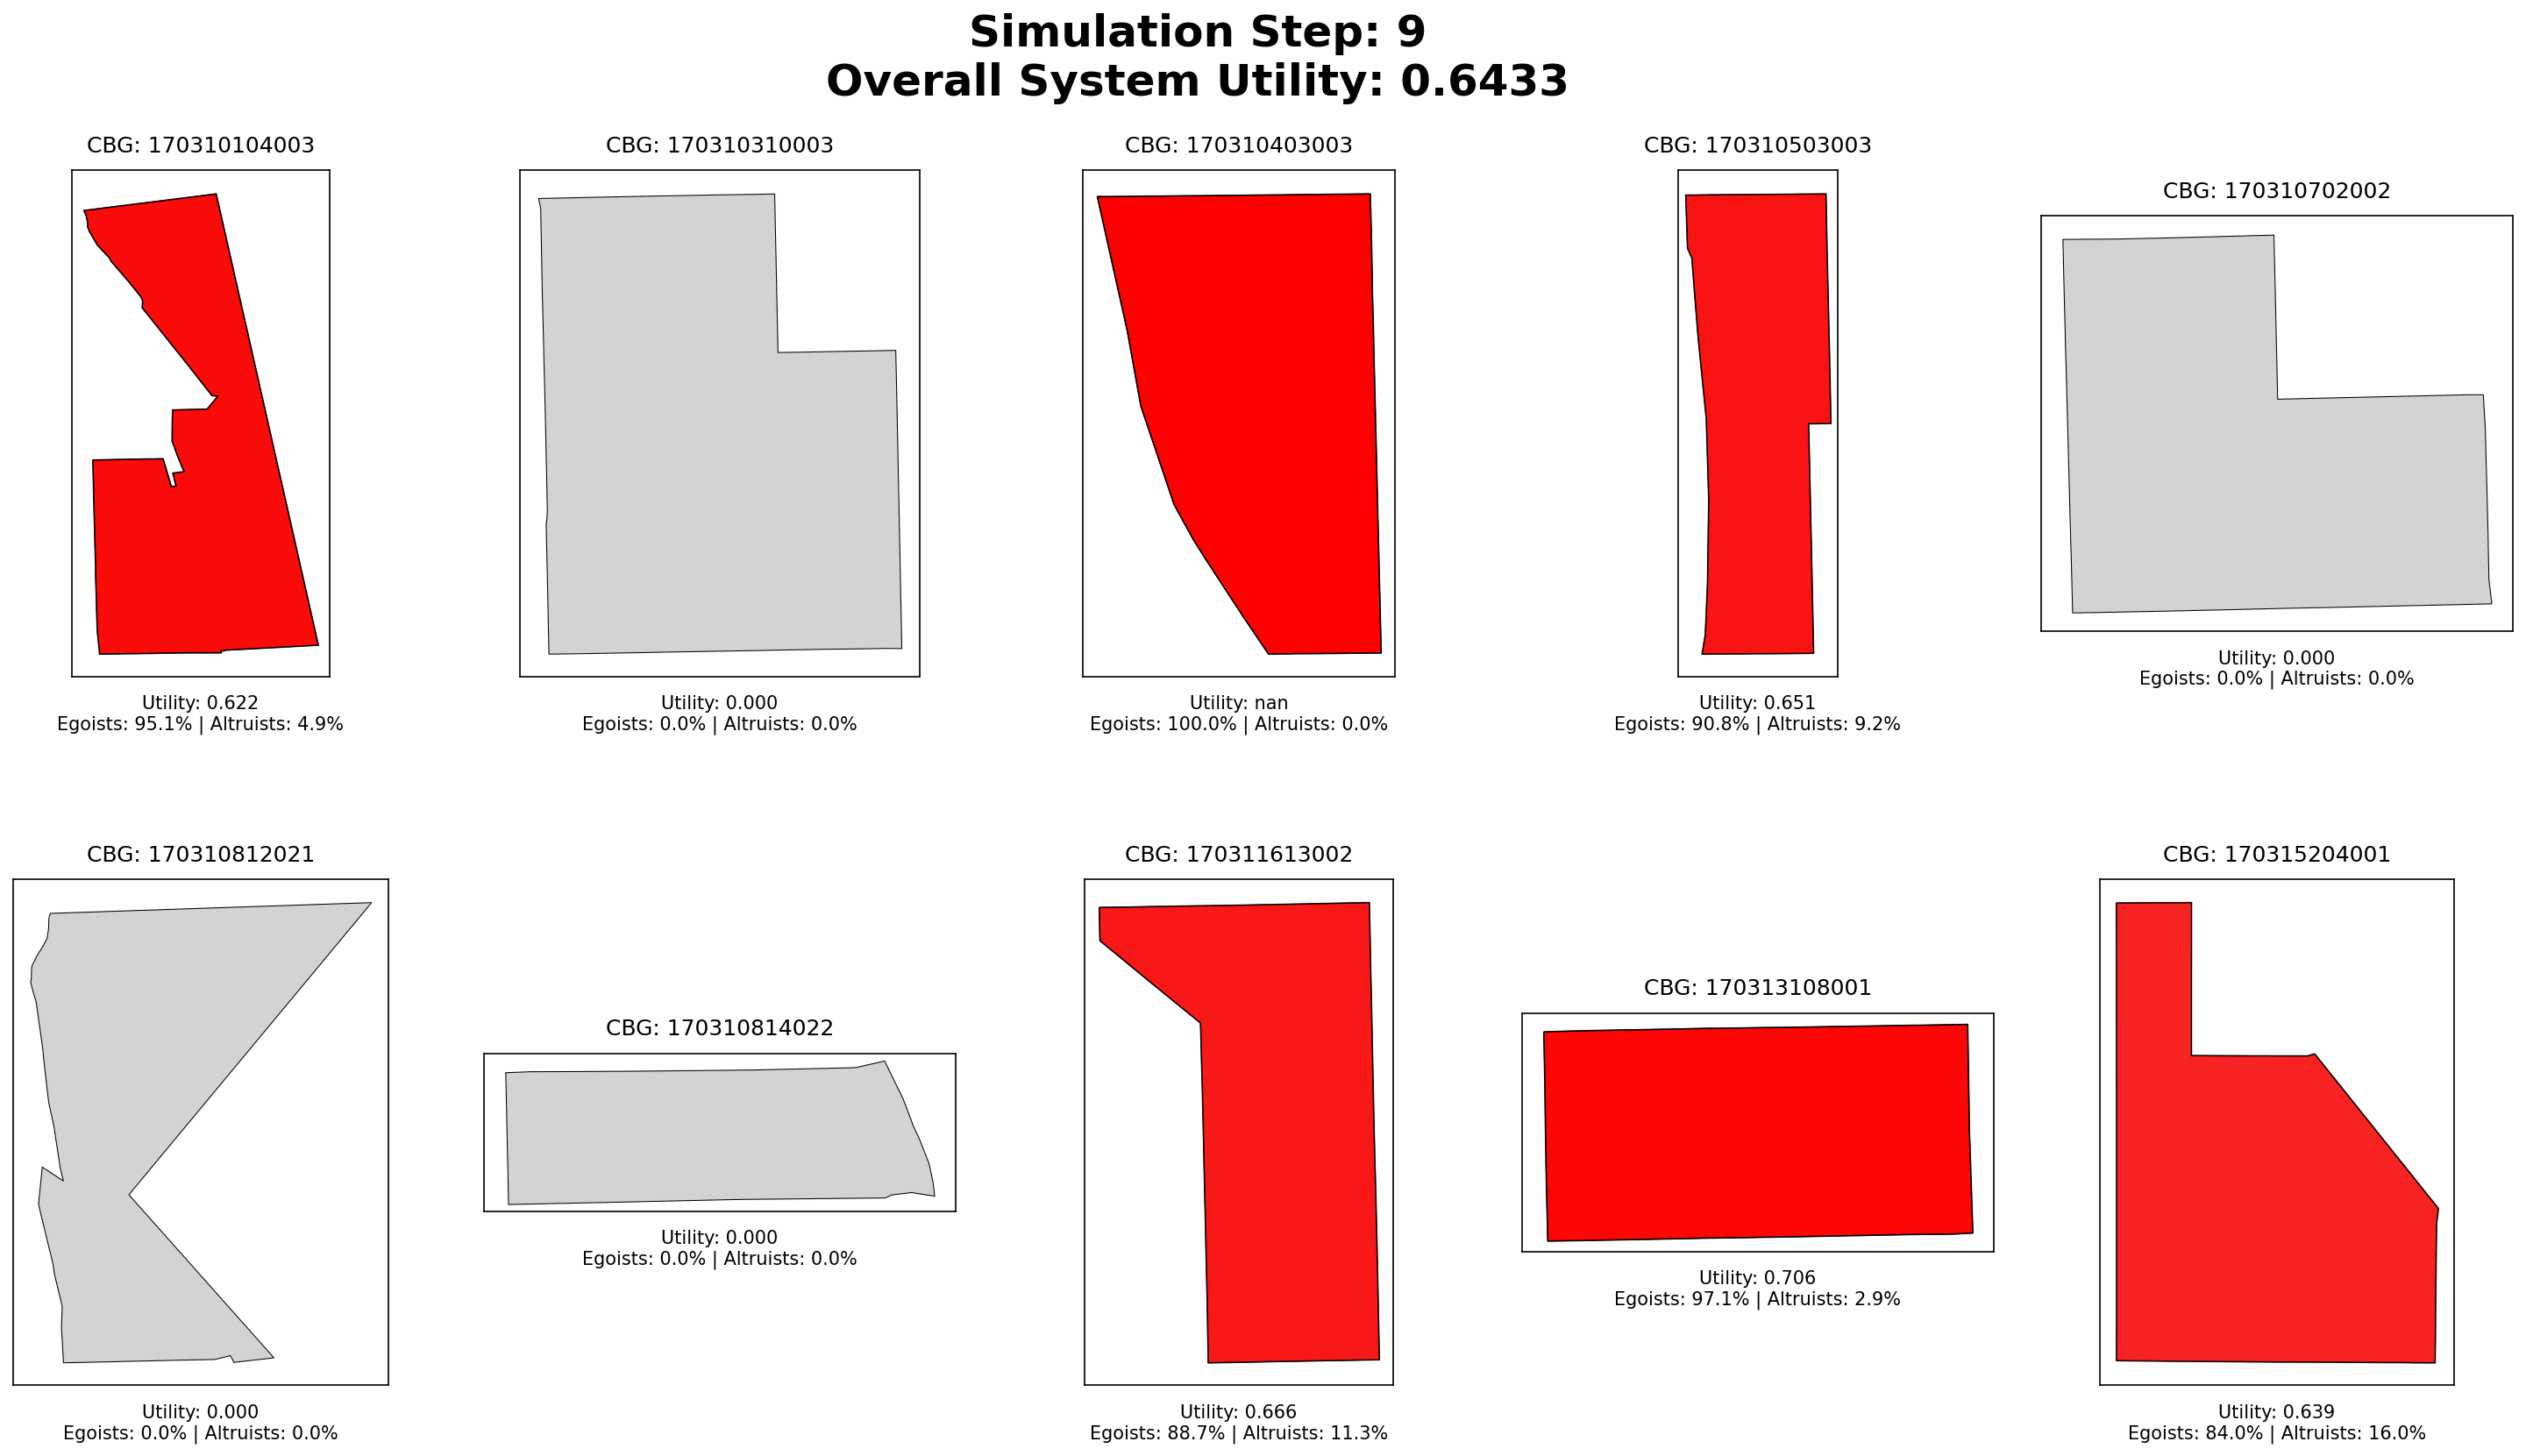 Simulation Step: 9
Overall System Utility: 0.6433
CBG: 170310104003
Utility: 0.622
Egoists: 95.1% | Altruists: 4.9%
CBG: 170310310003
Utility: 0.000
Egoists: 0.0% | Altruists: 0.0%
CBG: 170310403003
Utility: nan
Egoists: 100.0% | Altruists: 0.0%
CBG: 170310503003
Utility: 0.651
Egoists: 90.8% | Altruists: 9.2%
CBG: 170310702002
Utility: 0.000
Egoists: 0.0% | Altruists: 0.0%
CBG: 170310812021
Utility: 0.000
Egoists: 0.0% | Altruists: 0.0%
CBG: 170310814022
Utility: 0.000
Egoists: 0.0% | Altruists: 0.0%
CBG: 170311613002
Utility: 0.666
Egoists: 88.7% | Altruists: 11.3%
CBG: 170313108001
Utility: 0.706
Egoists: 97.1% | Altruists: 2.9%
CBG: 170315204001
Utility: 0.639
Egoists: 84.0% | Altruists: 16.0%